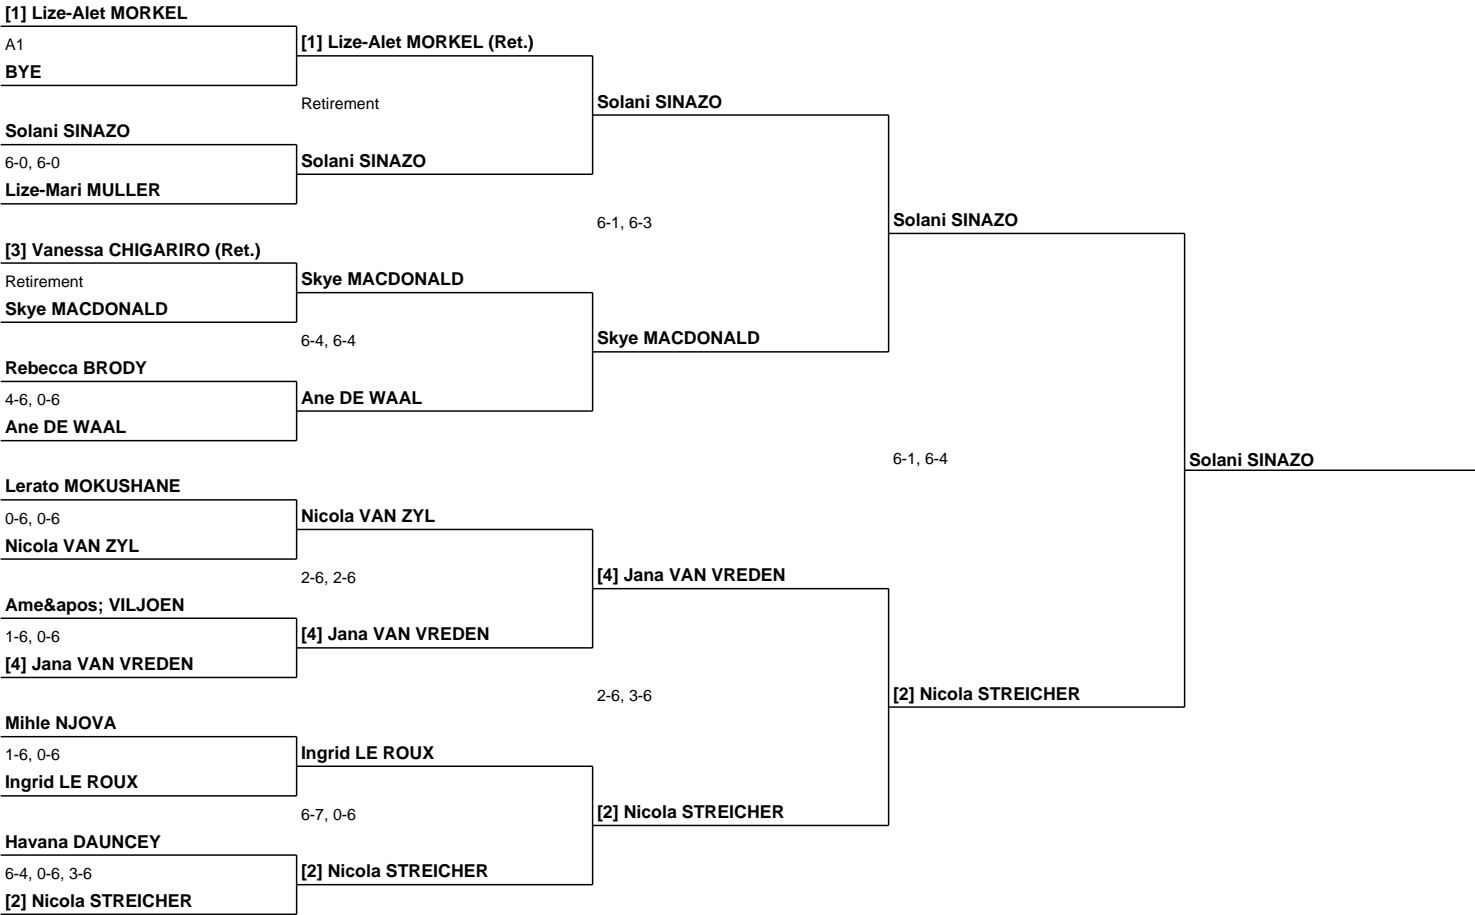 [1] Lize-Alet MORKEL
A1
BYE
Solani SINAZO
6-0, 6-0
Lize-Mari MULLER
[3] Vanessa CHIGARIRO (Ret.)
Retirement
Skye MACDONALD
Rebecca BRODY
4-6, 0-6
Ane DE WAAL
Lerato MOKUSHANE
0-6, 0-6
Nicola VAN ZYL
Ame&apos; VILJOEN
1-6, 0-6
[4] Jana VAN VREDEN
Mihle NJOVA
1-6, 0-6
Ingrid LE ROUX
Havana DAUNCEY
6-4, 0-6, 3-6
[2] Nicola STREICHER
[1] Lize-Alet MORKEL (Ret.)
Retirement
Solani SINAZO
Skye MACDONALD
6-4, 6-4
Ane DE WAAL
Nicola VAN ZYL
2-6, 2-6
[4] Jana VAN VREDEN
Ingrid LE ROUX
6-7, 0-6
[2] Nicola STREICHER
Solani SINAZO
6-1, 6-3
Skye MACDONALD
[4] Jana VAN VREDEN
2-6, 3-6
[2] Nicola STREICHER
Solani SINAZO
6-1, 6-4
[2] Nicola STREICHER
Solani SINAZO